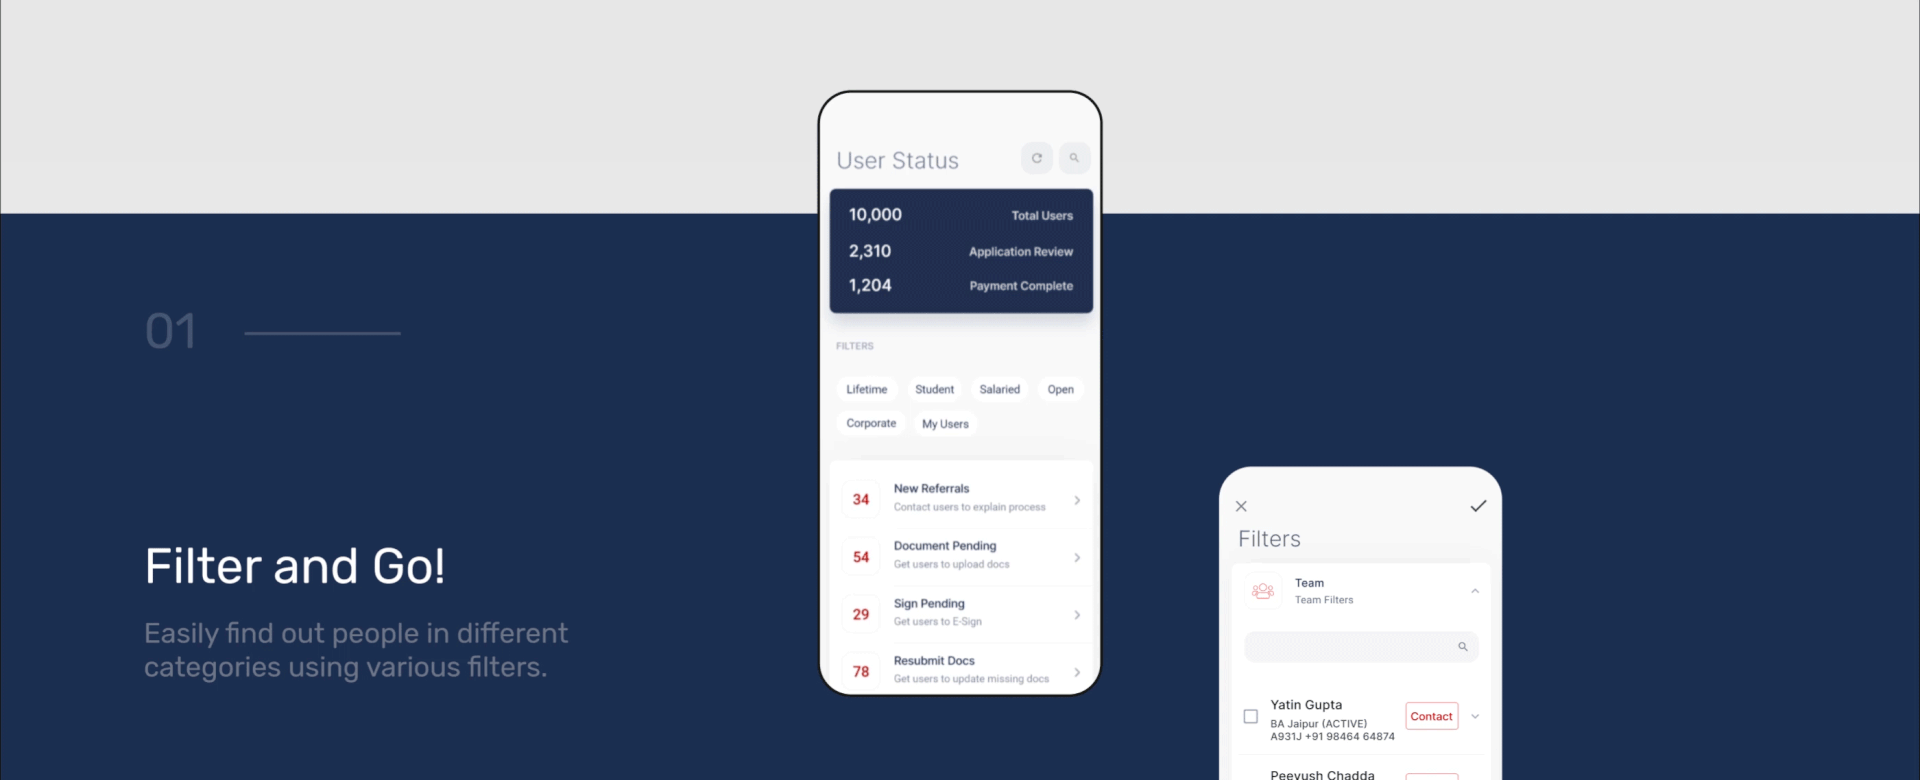 User Status
10,000 Total Users
2,310 Application Review
1,204 Payment Complete
FILTERS
Lifetime Student Salaried Open
Corporate My Users
34 New Referrals
Contact users to explain process
54 Document Pending
Get users to upload docs
29 Sign Pending
Get users to E-Sign
78 Resubmit Docs
Get users to update missing docs
01
Filter and Go!
Easily find out people in different
categories using various filters.
Filters
Team
Team Filters
Yatin Gupta
BA Jaipur (ACTIVE)
A931J +91 98464 64874
Contact
Peeyush Chadda